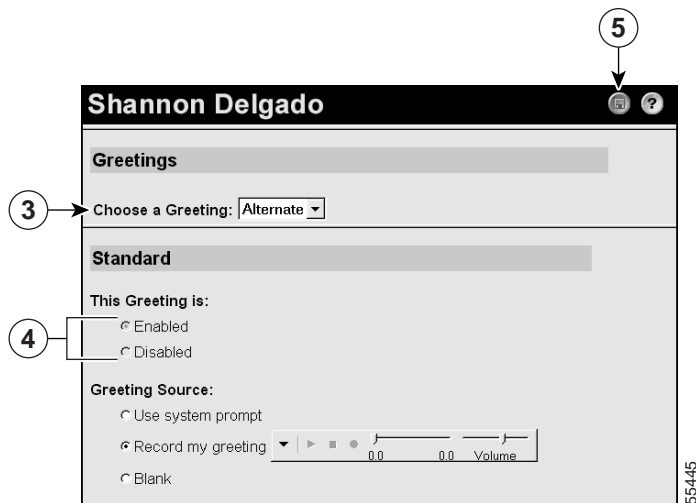 5
Shannon Delgado ?
Greetings
3 Choose a Greeting: Alternate
Standard
This Greeting is:
4
Enabled
Disabled
Greeting Source:
Use system prompt
Record my greeting 0.0 0.0 Volume
Blank
55445